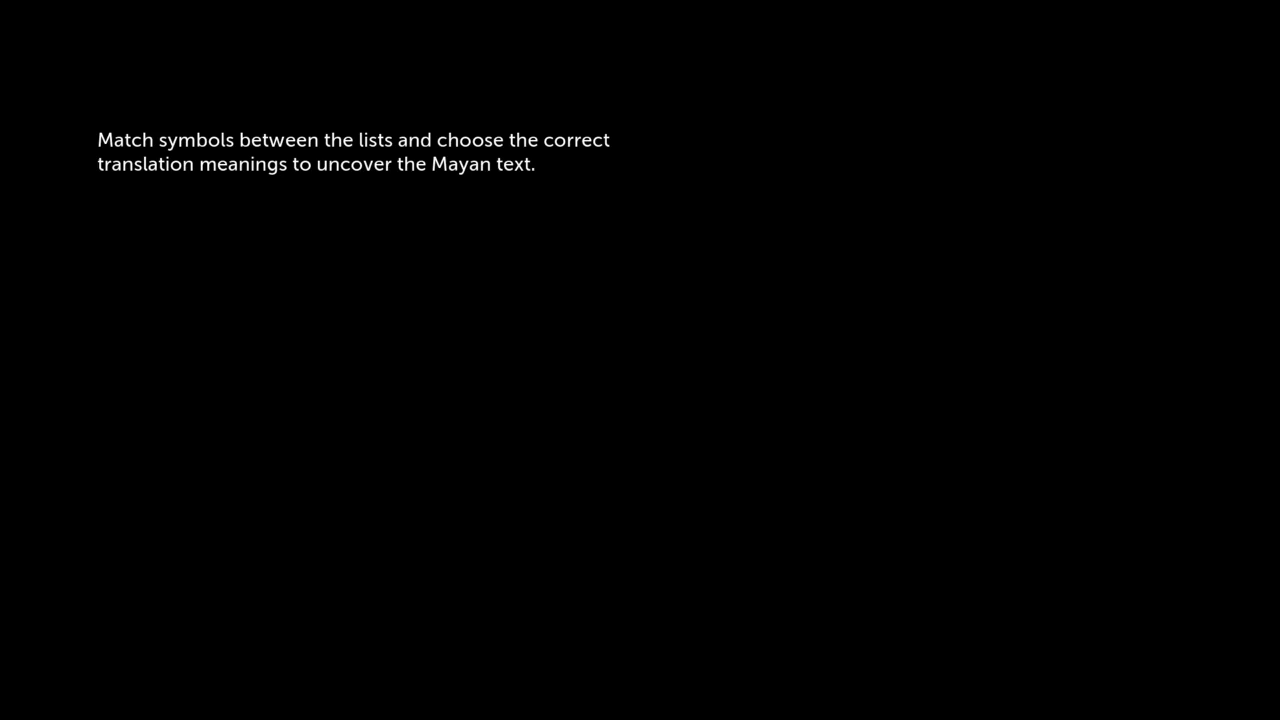 Match symbols between the lists and choose the correct
translation meanings to uncover the Mayan text.